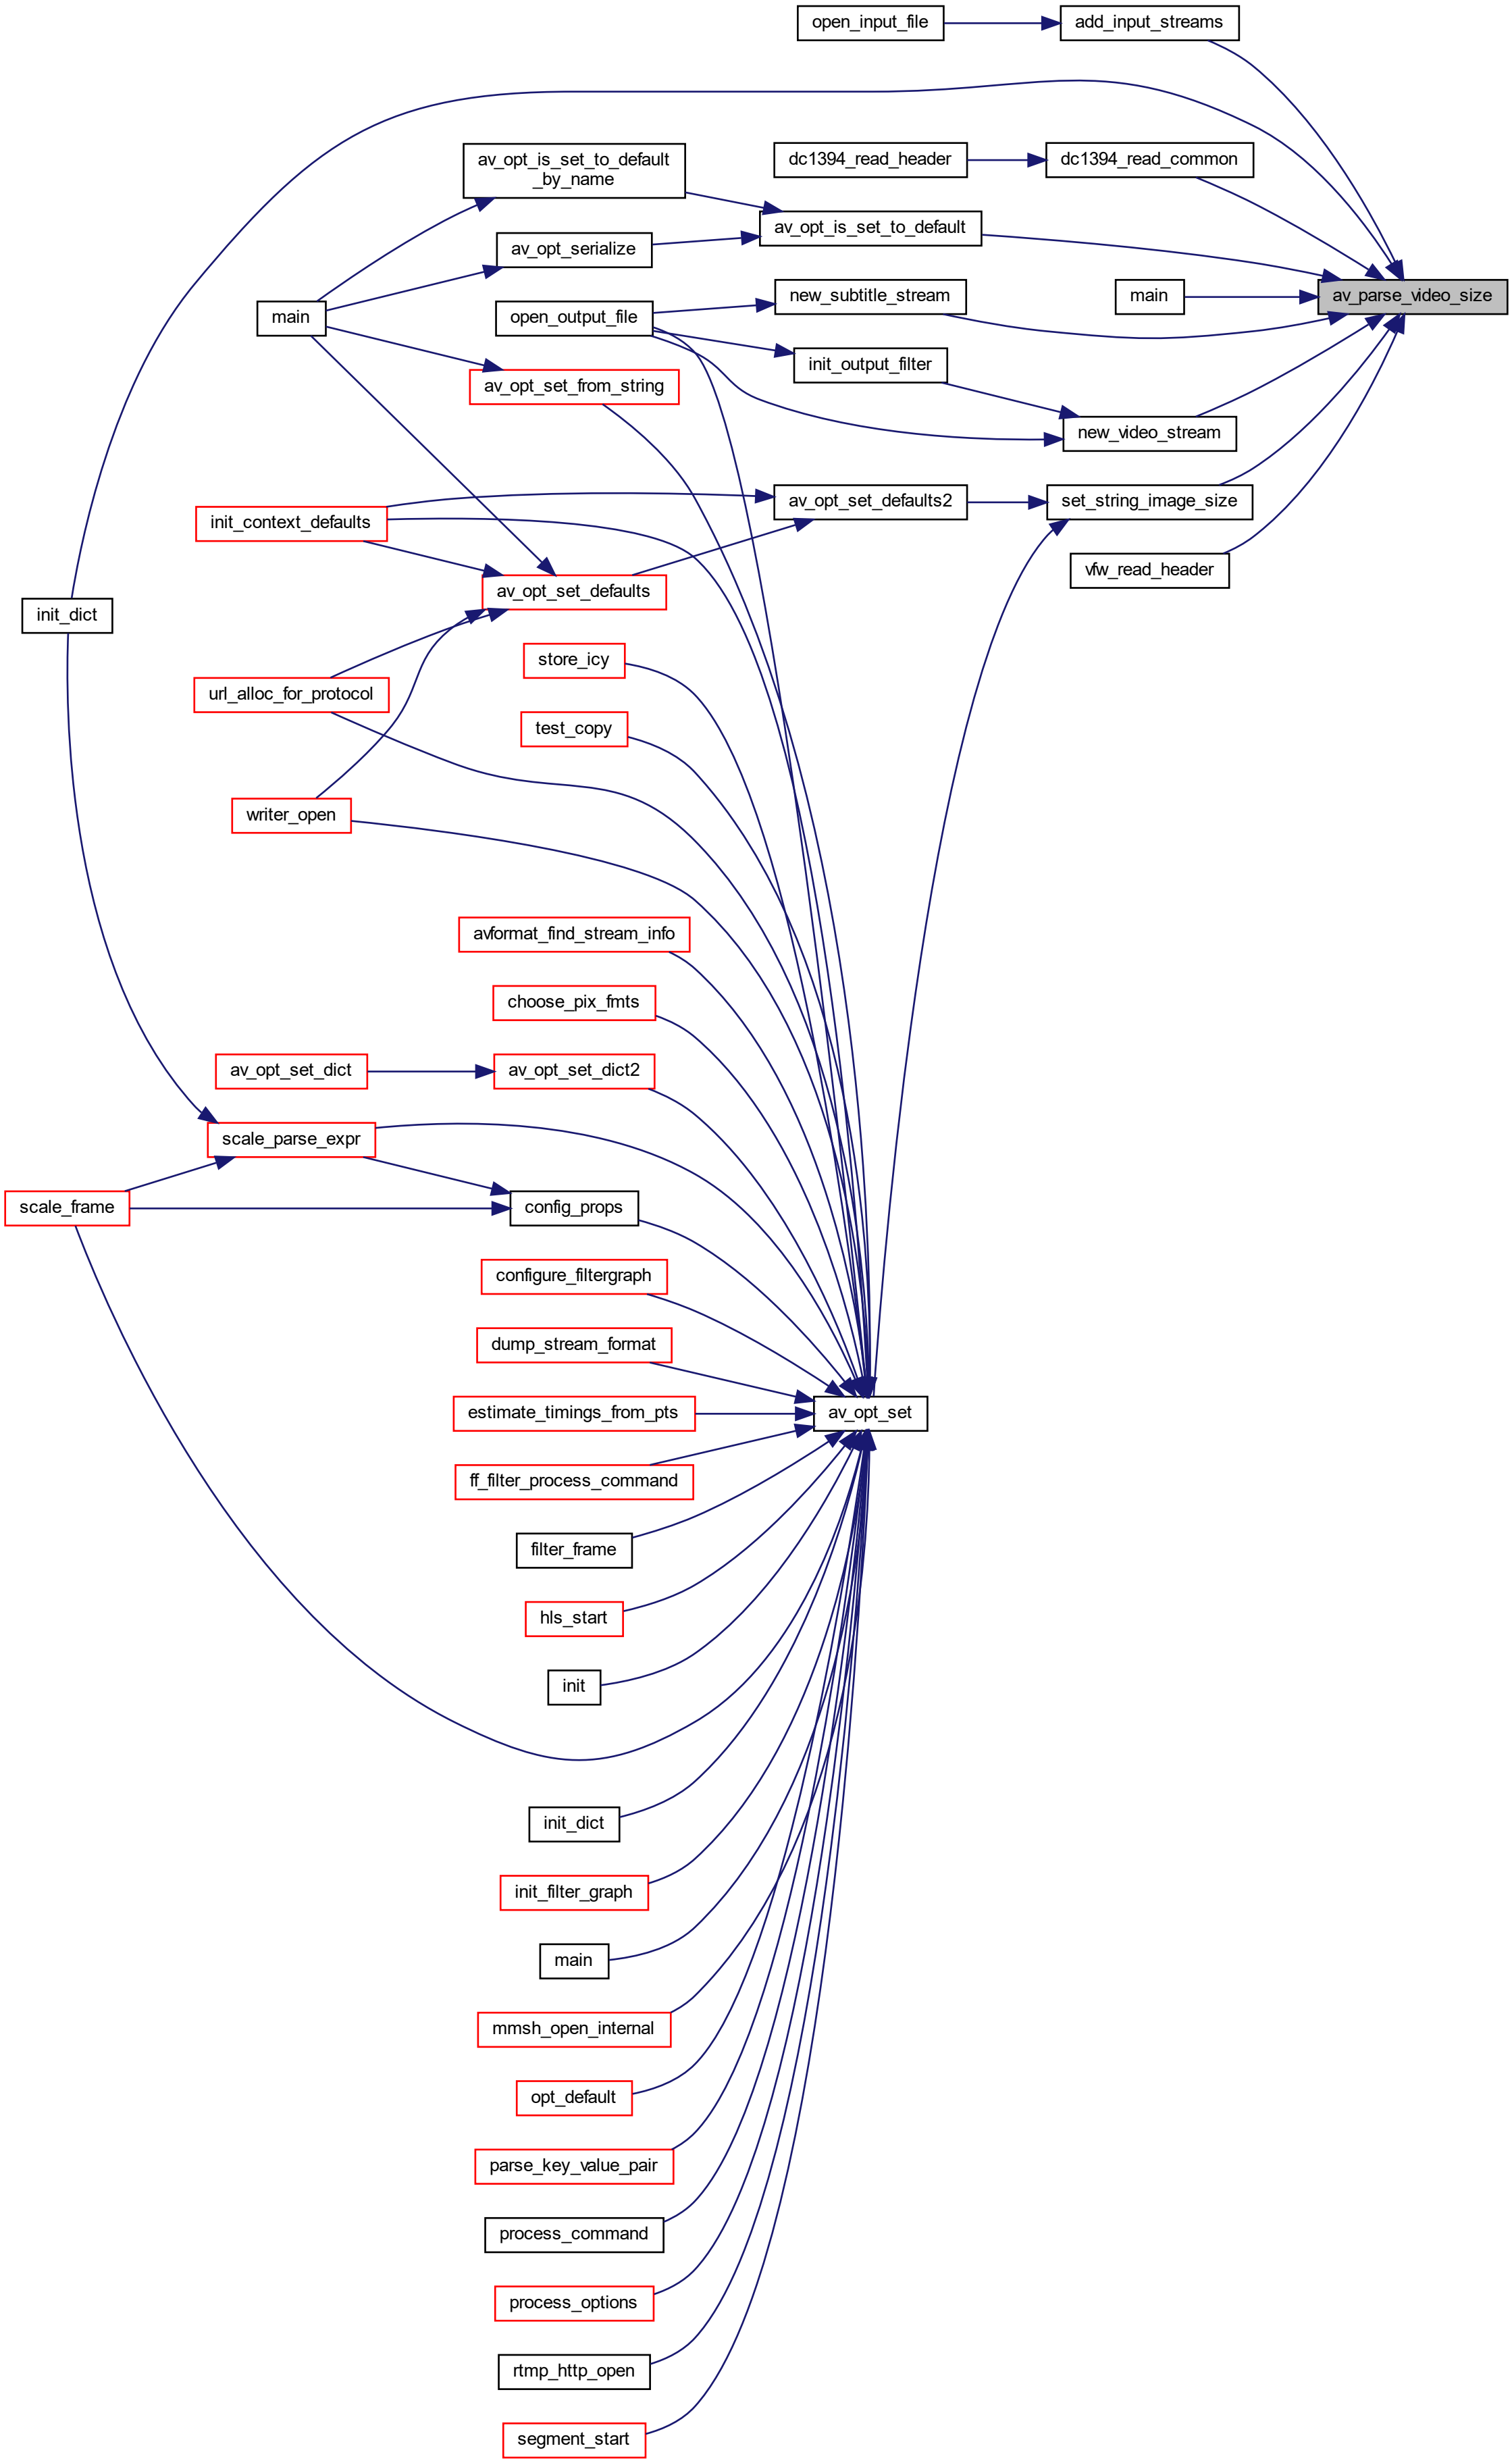 open_input_file
add_input_streams
av_opt_is_set_to_default
_by_name
dc1394_read_header
dc1394_read_common
av_opt_is_set_to_default
av_opt_serialize
new_subtitle_stream
main
av_parse_video_size
main
open_output_file
init_output_filter
av_opt_set_from_string
new_video_stream
init_context_defaults
av_opt_set_defaults2
set_string_image_size
vfw_read_header
av_opt_set_defaults
init_dict
store_icy
url_alloc_for_protocol
test_copy
writer_open
avformat_find_stream_info
choose_pix_fmts
av_opt_set_dict
av_opt_set_dict2
scale_parse_expr
scale_frame
config_props
configure_filtergraph
dump_stream_format
estimate_timings_from_pts
av_opt_set
ff_filter_process_command
filter_frame
hls_start
init
init_dict
init_filter_graph
main
mmsh_open_internal
opt_default
parse_key_value_pair
process_command
process_options
rtmp_http_open
segment_start